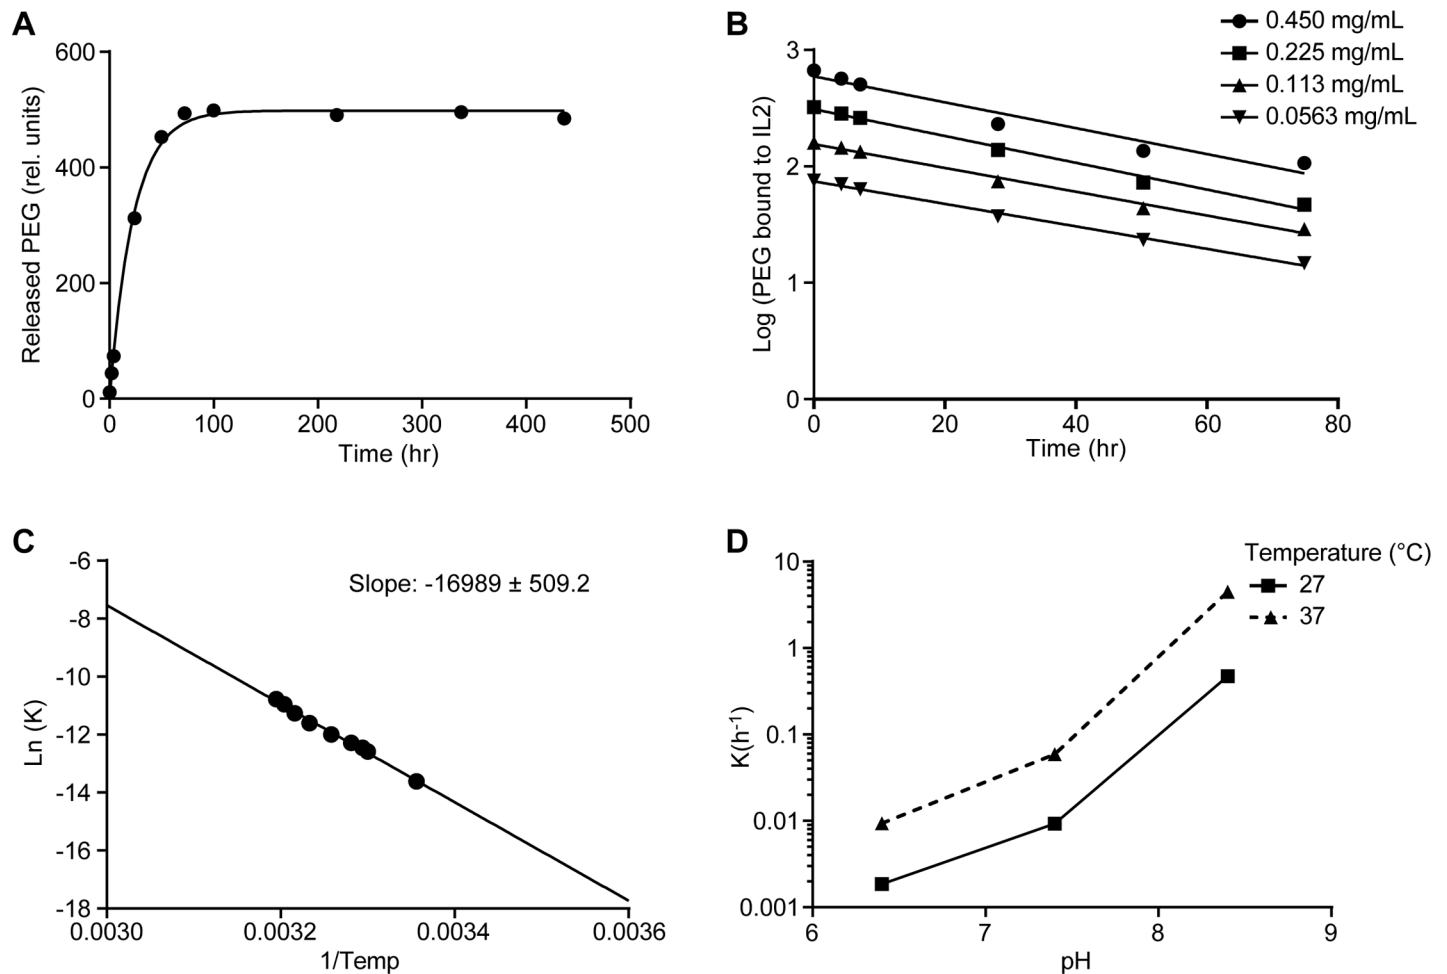 A
Released PEG (rel. units)
600
400
200
0
0 100 200 300 400 500
Time (hr)
B
Log (PEG bound to IL2)
3
2
1
0
0 20 40 60 80
Time (hr)
0.450 mg/mL
0.225 mg/mL
0.113 mg/mL
0.0563 mg/mL
C
Ln (K)
-6
-8
-10
-12
-14
-16
-18
Slope: -16989 ± 509.2
0.0030 0.0032 0.0034 0.0036
1/Temp
D
K(h-1)
10
1
0.1
0.01
0.001
6 7 8 9
pH
Temperature (°C)
27
37